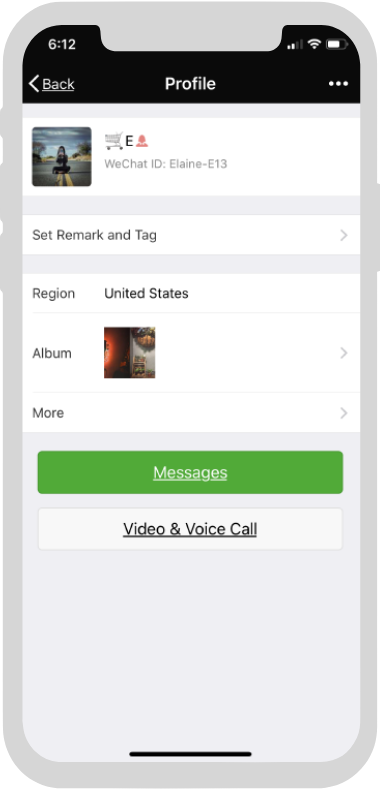 6:12
Back
Profile
E
WeChat ID: Elaine-E13
Set Remark and Tag
Region United States
Album
More
Messages
Video & Voice Call